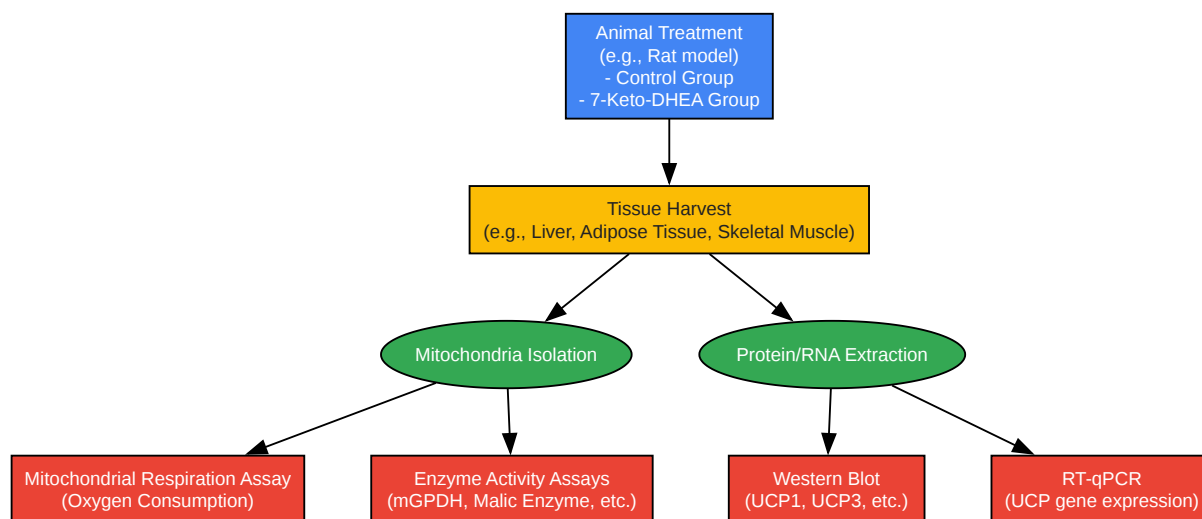 Animal Treatment
(e.g., Rat model)
- Control Group
- 7-Keto-DHEA Group
Tissue Harvest
(e.g., Liver, Adipose Tissue, Skeletal Muscle)
Mitochondria Isolation
Protein/RNA Extraction
Mitochondrial Respiration Assay
(Oxygen Consumption)
Enzyme Activity Assays
(mGPDH, Malic Enzyme, etc.)
Western Blot
(UCP1, UCP3, etc.)
RT-qPCR
(UCP gene expression)